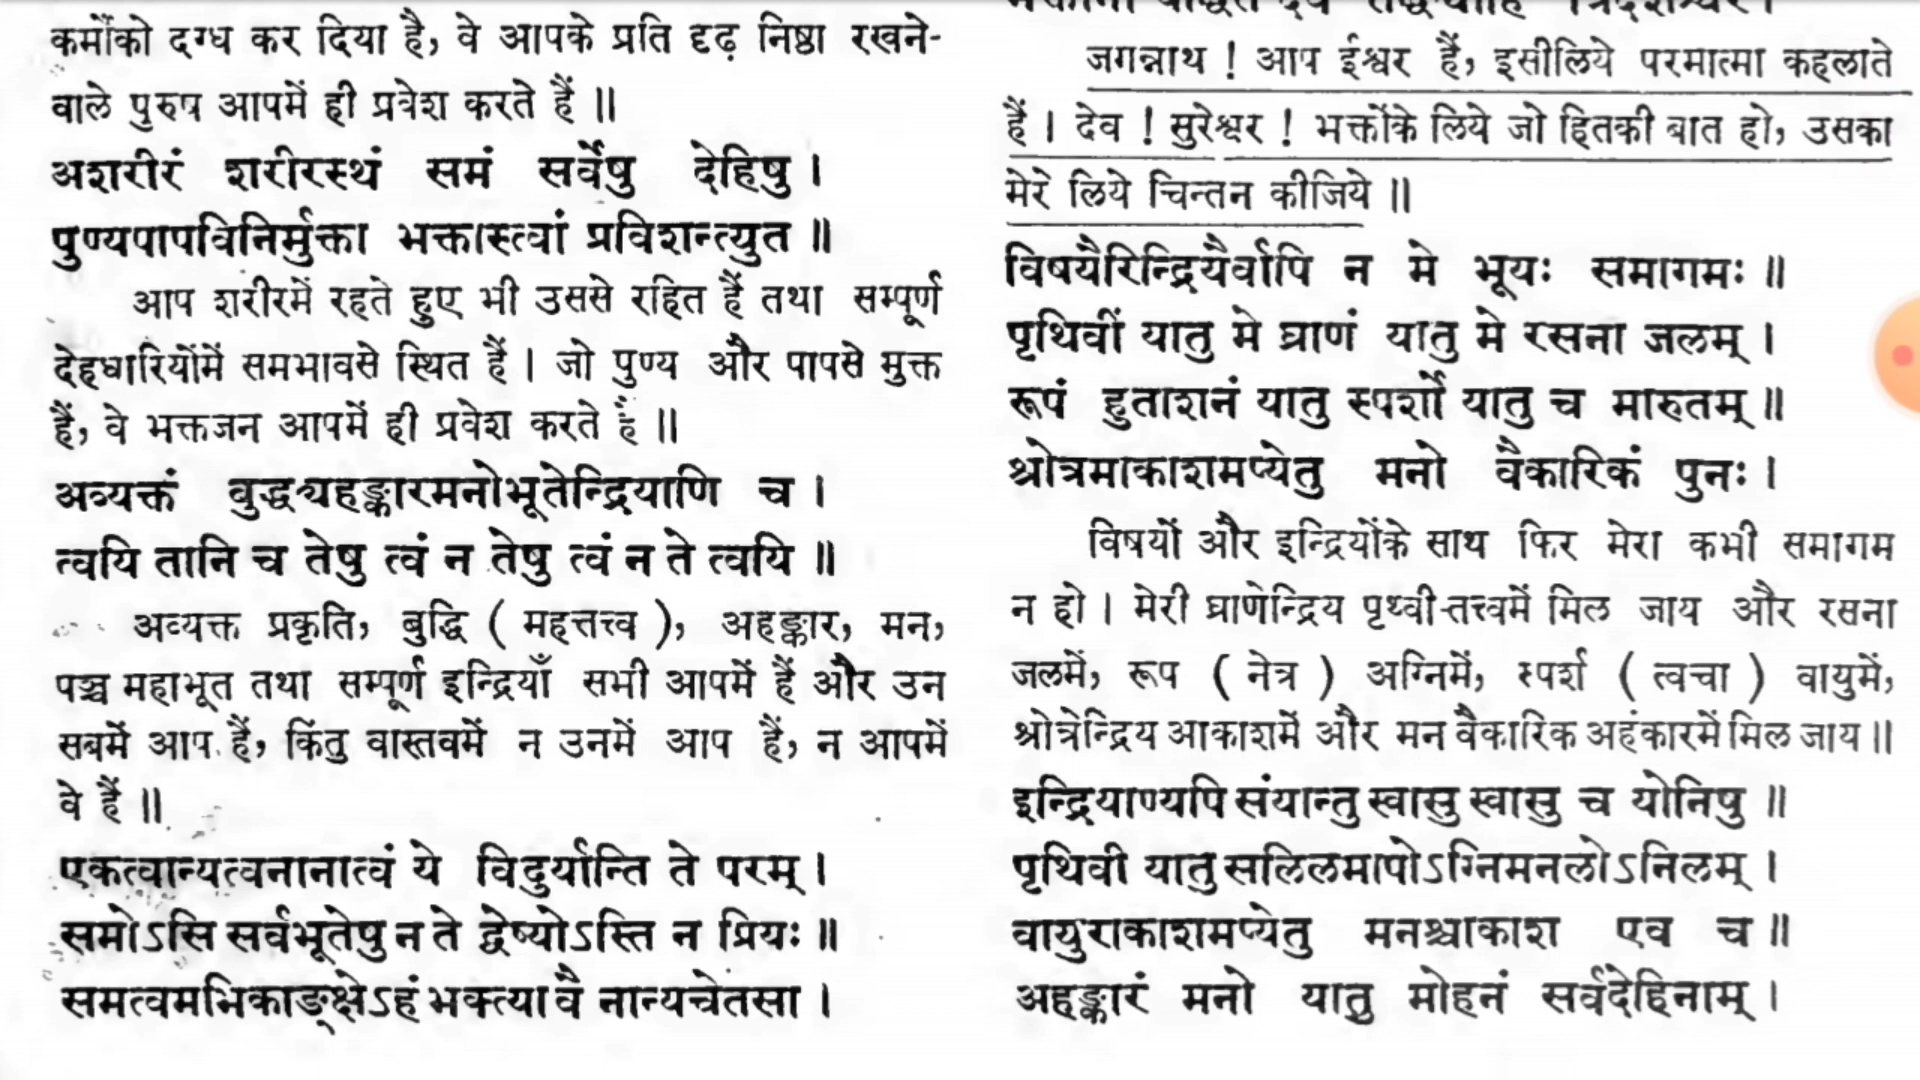 कर्मोंको दग्ध कर दिया है, वे आपके प्रति दृढ़ निष्ठा रखने-
वाले पुरुष आपमें ही प्रवेश करते हैं ॥
अशरीरं शरीरस्थं समं सर्वेषु देहिषु ।
पुण्यपापविनिर्मुक्ता भक्तास्त्वां प्रविशन्त्युत ॥
आप शरीरमें रहते हुए भी उससे रहित हैं तथा सम्पूर्ण
देहधारियोंमें समभावसे स्थित हैं । जो पुण्य और पापसे मुक्त
हैं, वे भक्तजन आपमें ही प्रवेश करते हैं ॥
अव्यक्तं बुद्ध्यहङ्कारमनोभूतेन्द्रियाणि च ।
त्वयि तानि च तेषु त्वं न तेषु त्वं न ते त्वयि ॥
अव्यक्त प्रकृति, बुद्धि ( महत्तत्त्व ), अहङ्कार, मन,
पञ्च महाभूत तथा सम्पूर्ण इन्द्रियाँ सभी आपमें हैं और उन
सबमें आप हैं, किंतु वास्तवमें न उनमें आप हैं, न आपमें
वे हैं ॥
एकत्वान्यत्वनानात्वं ये विदुर्यान्ति ते परम् ।
समोऽसि सर्वभूतेषु न ते द्वेष्योऽस्ति न प्रियः ॥
समत्वमभिकाङ्क्षेऽहं भक्त्या वै नान्यचेतसा ।
जगन्नाथ ! आप ईश्वर हैं, इसीलिये परमात्मा कहलाते
हैं । देव ! सुरेश्वर ! भक्तोंके लिये जो हितकी बात हो, उसका
मेरे लिये चिन्तन कीजिये ॥
विषयैरिन्द्रियैर्वापि न मे भूयः समागमः ॥
पृथिवीं यातु मे घ्राणं यातु मे रसना जलम् ।
रूपं हुताशनं यातु स्पर्शो यातु च मारुतम् ॥
श्रोत्रमाकाशमप्येतु मनो वैकारिकं पुनः ।
विषयों और इन्द्रियोंके साथ फिर मेरा कभी समागम
न हो । मेरी घ्राणेन्द्रिय पृथ्वी-तत्त्वमें मिल जाय और रसना
जलमें, रूप ( नेत्र ) अग्निमें, स्पर्श ( त्वचा ) वायुमें,
श्रोत्रेन्द्रिय आकाशमें और मन वैकारिक अहंकारमें मिल जाय ॥
इन्द्रियाण्यपि संयान्तु स्वासु स्वासु च योनिषु ॥
पृथिवी यातु सलिलमापोऽग्निमनलोऽनिलम् ।
वायुराकाशमप्येतु मनश्चाकाश एव च ॥
अहङ्कारं मनो यातु मोहनं सर्वदेहिनाम् ।